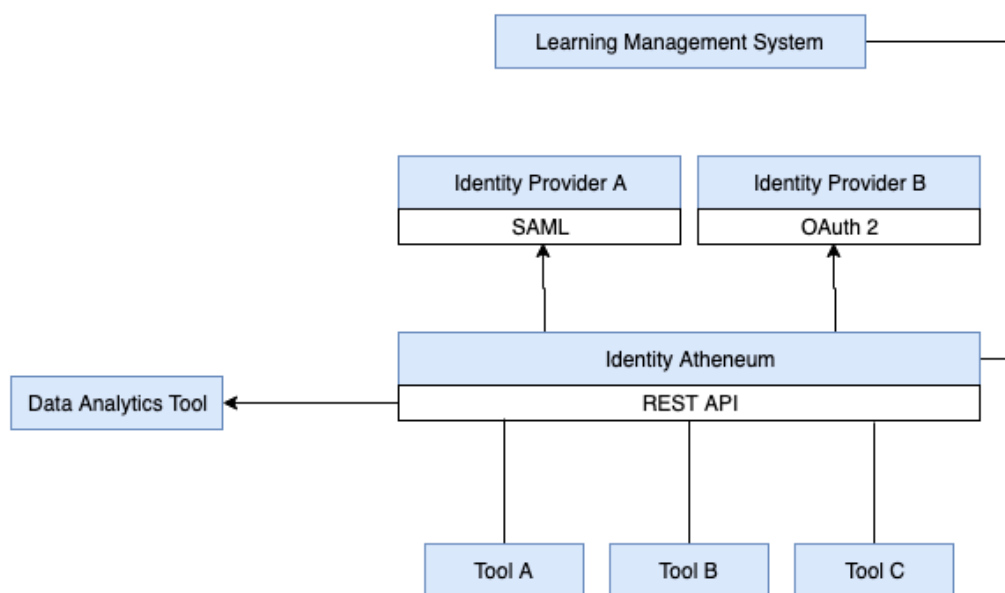 Learning Management System
Identity Provider A
Identity Provider B
SAML
OAuth 2
Identity Atheneum
REST API
Data Analytics Tool
Tool A
Tool B
Tool C